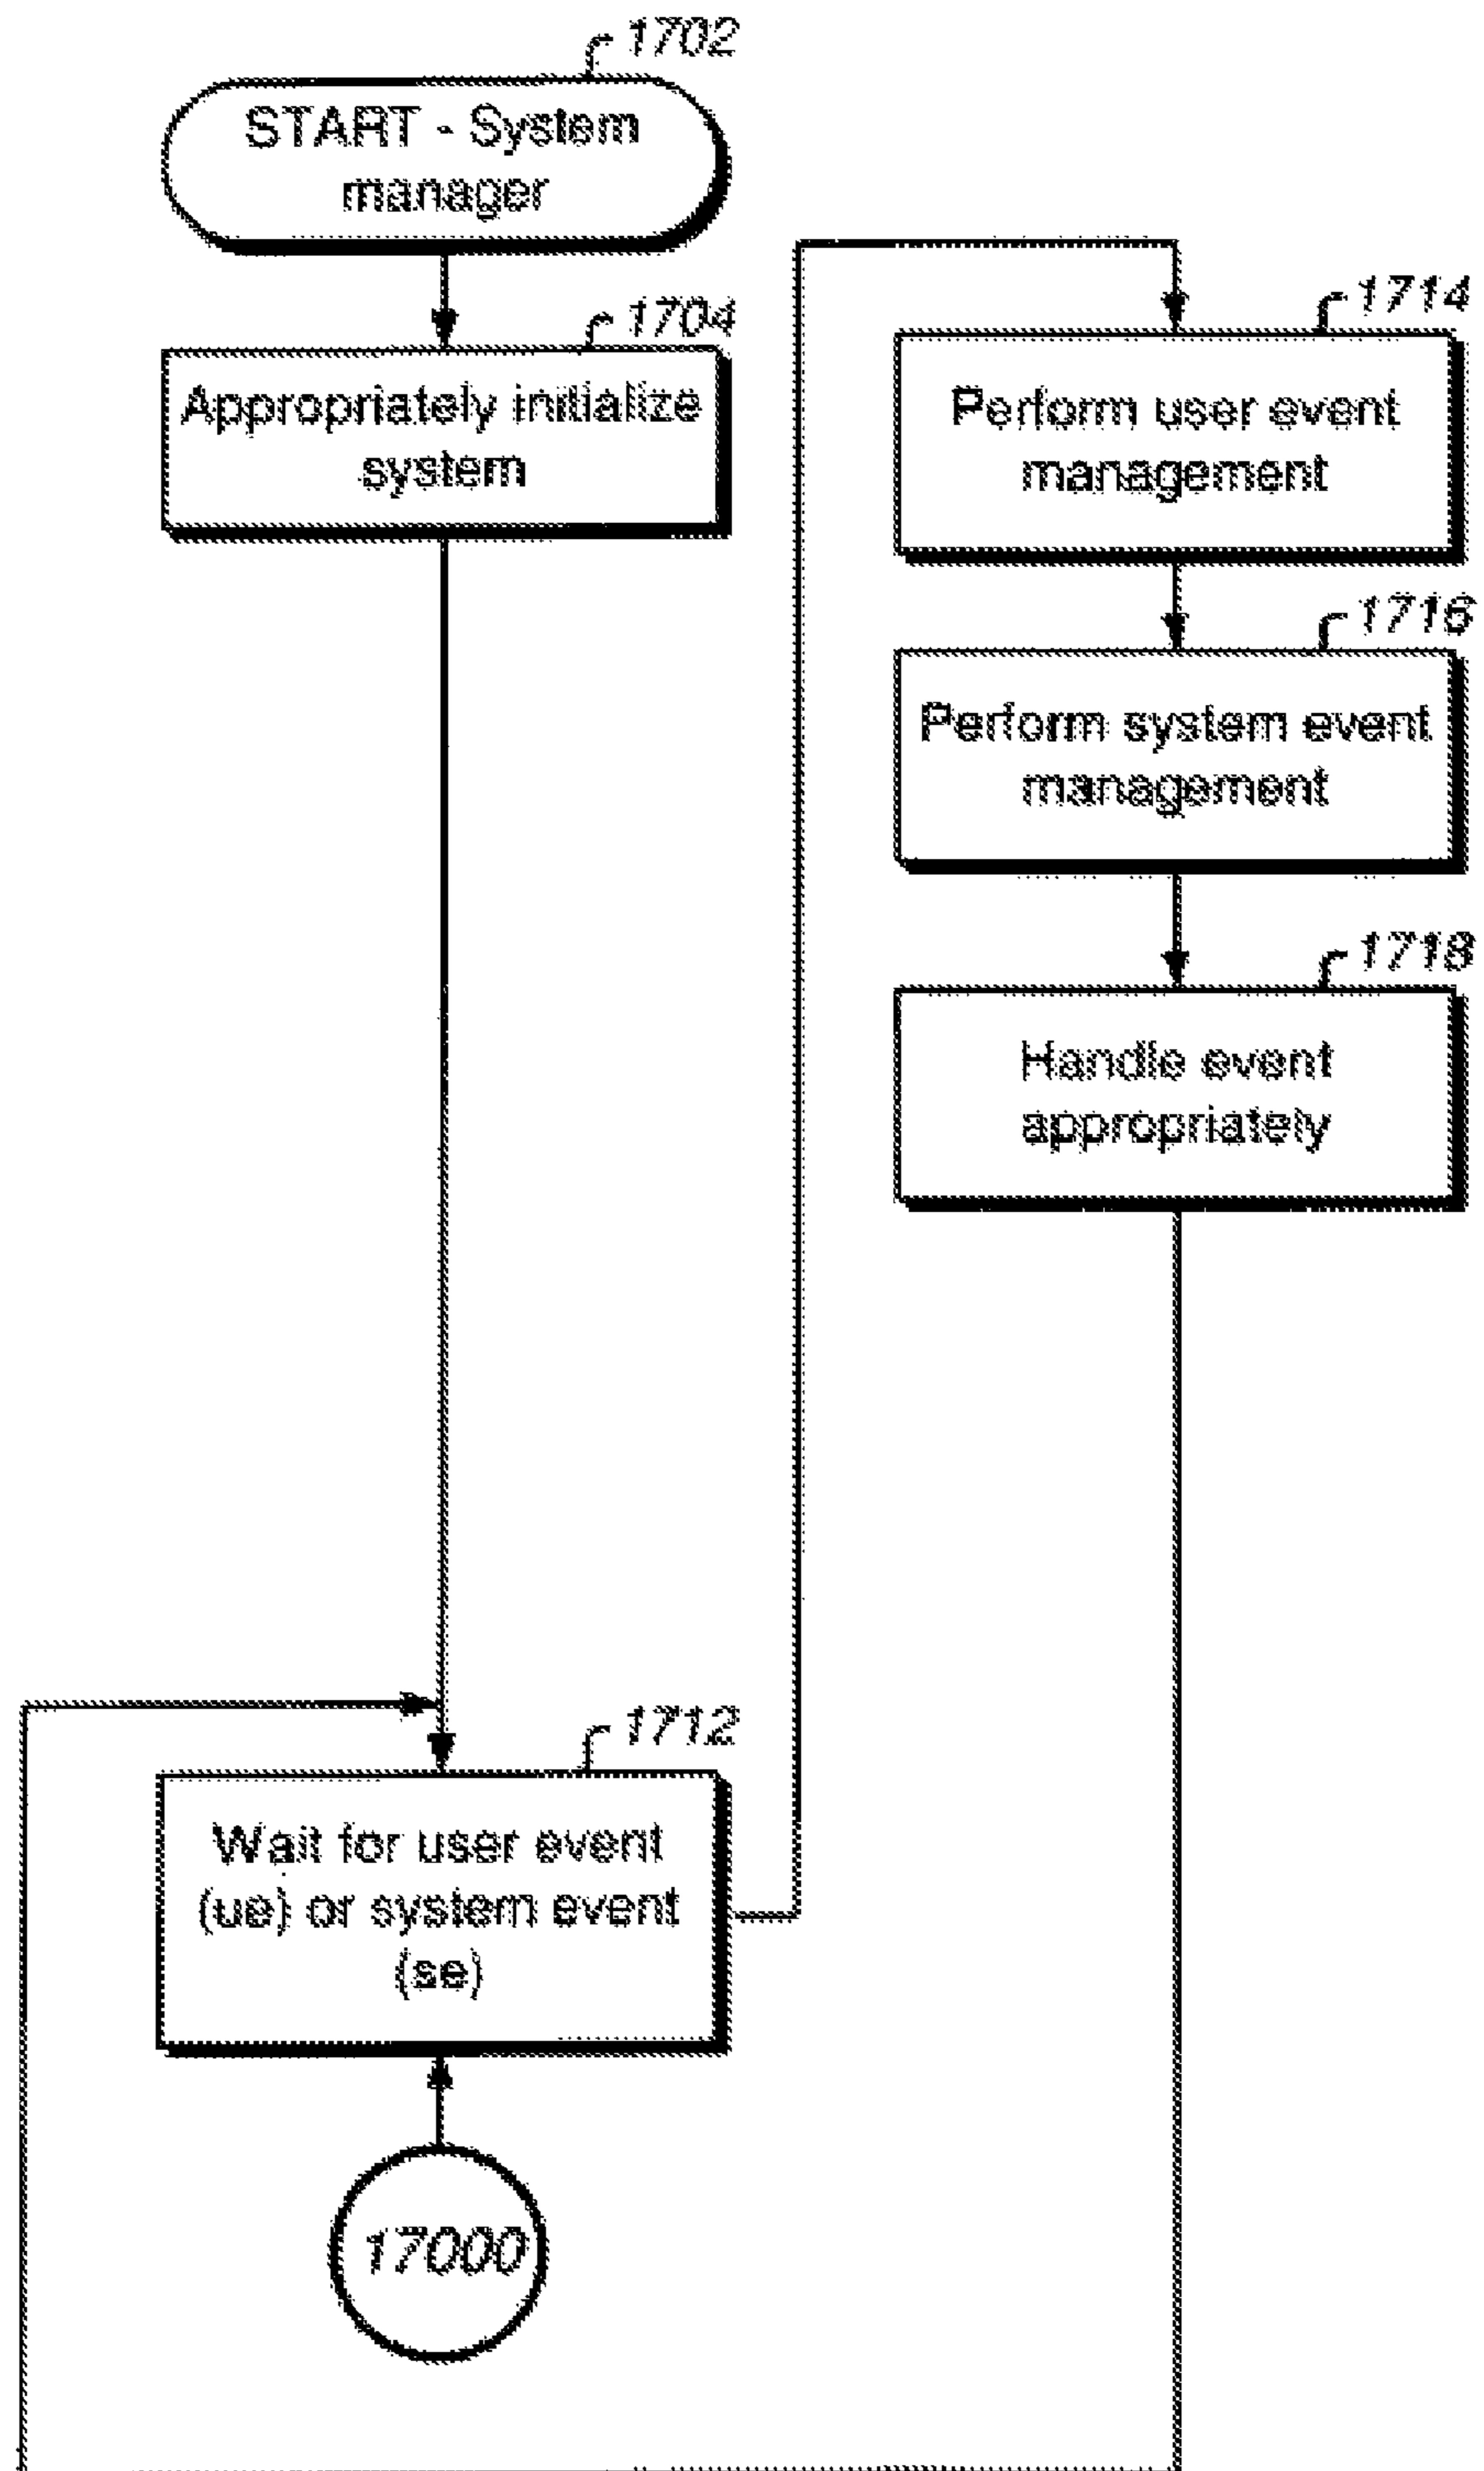 1702
START - System
manager
1704
Appropriately initialize
system
1712
Wait for user event
(ue) or system event
(se)
17000
1714
Perform user event
management
1716
Perform system event
management
1718
Handle event
appropriately